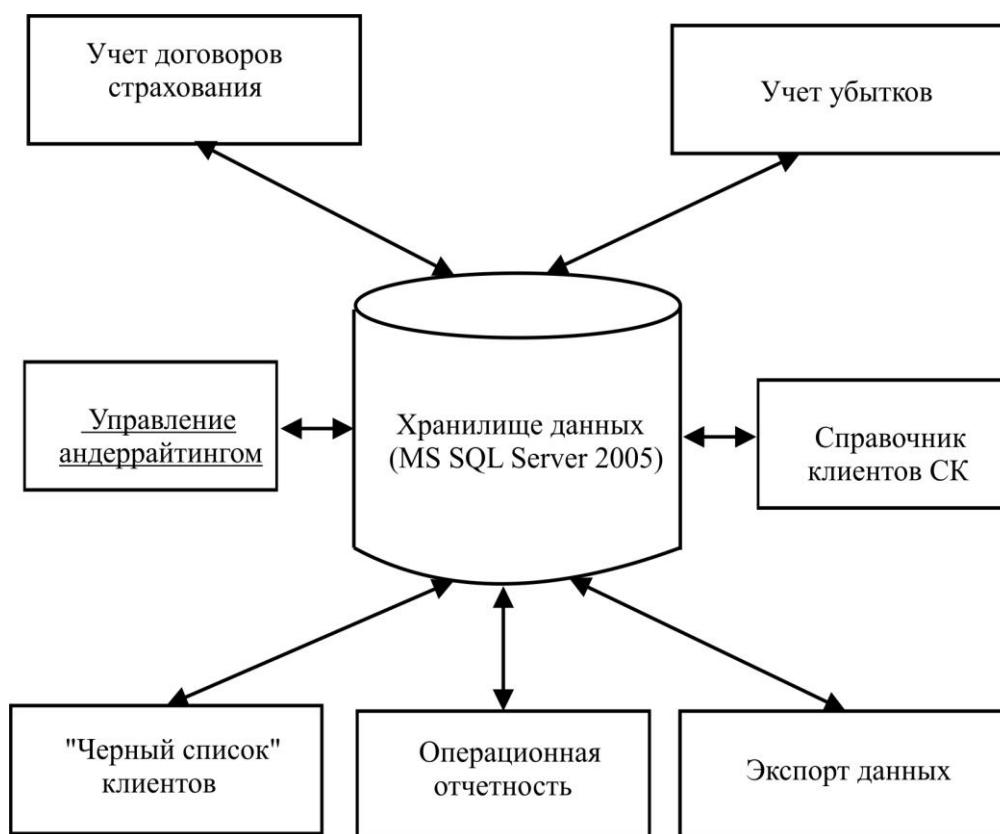 Учет договоров
страхования
Учет убытков
Управление
андеррайтингом
Хранилище данных
(MS SQL Server 2005)
Справочник
клиентов СК
"Черный список"
клиентов
Операционная
отчетность
Экспорт данных